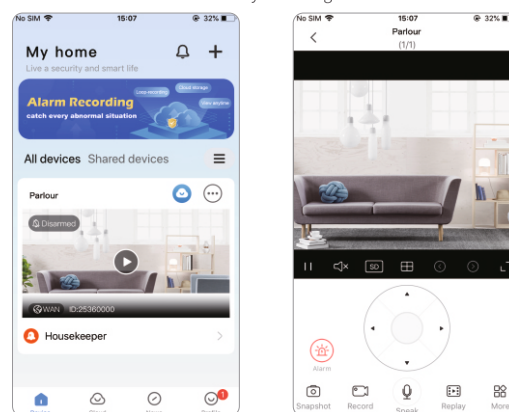 No SIM 15:07 32%
My home
Live a security and smart life
Alarm Recording
catch every abnormal situation
Cloud storage
All devices Shared devices
Parlour
Disarmed
WAN ID:25360000
Housekeeper
1
No SIM 15:07 32%
Parlour
(1/1)
SD
Alarm
Snapshot Record Speak Replay More